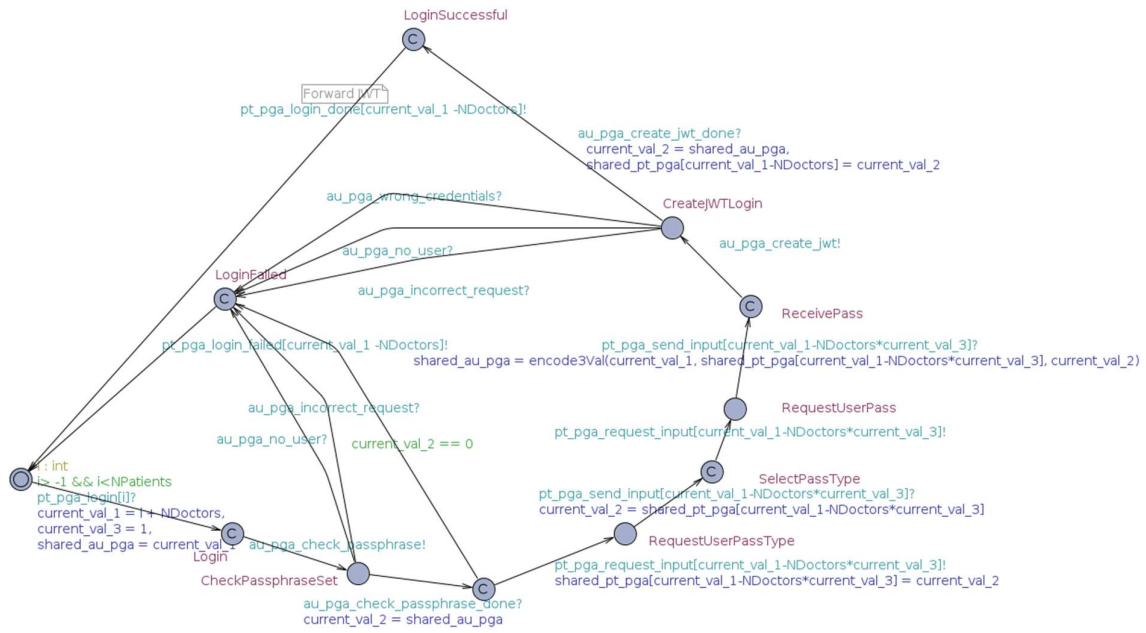 LoginSuccessful
Forward JWT
pt_pga_login_done[current_val_1 -NDoctors]!
au_pga_create_jwt_done?
current_val_2 = shared_au_pga,
shared_pt_pga[current_val_1-NDoctors] = current_val_2
au_pga_wrong_credentials?
CreateJWTLogin
au_pga_create_jwt!
au_pga_no_user?
LoginFailed
au_pga_incorrect_request?
ReceivePass
pt_pga_login_failed[current_val_1 -NDoctors]!
pt_pga_send_input[current_val_1-NDoctors*current_val_3]?
shared_au_pga = encode3Val(current_val_1, shared_pt_pga[current_val_1-NDoctors*current_val_3], current_val_2)
au_pga_incorrect_request?
RequestUserPass
au_pga_no_user?
current_val_2 == 0
pt_pga_request_input[current_val_1-NDoctors*current_val_3]!
i : int
i> -1 && i<NPatients
pt_pga_login[i]?
current_val_1 = i + NDoctors,
current_val_3 = 1,
shared_au_pga = current_val_1
SelectPassType
pt_pga_send_input[current_val_1-NDoctors*current_val_3]?
current_val_2 = shared_pt_pga[current_val_1-NDoctors*current_val_3]
Login
au_pga_check_passphrase!
RequestUserPassType
CheckPassphraseSet
pt_pga_request_input[current_val_1-NDoctors*current_val_3]!
shared_pt_pga[current_val_1-NDoctors*current_val_3] = current_val_2
au_pga_check_passphrase_done?
current_val_2 = shared_au_pga